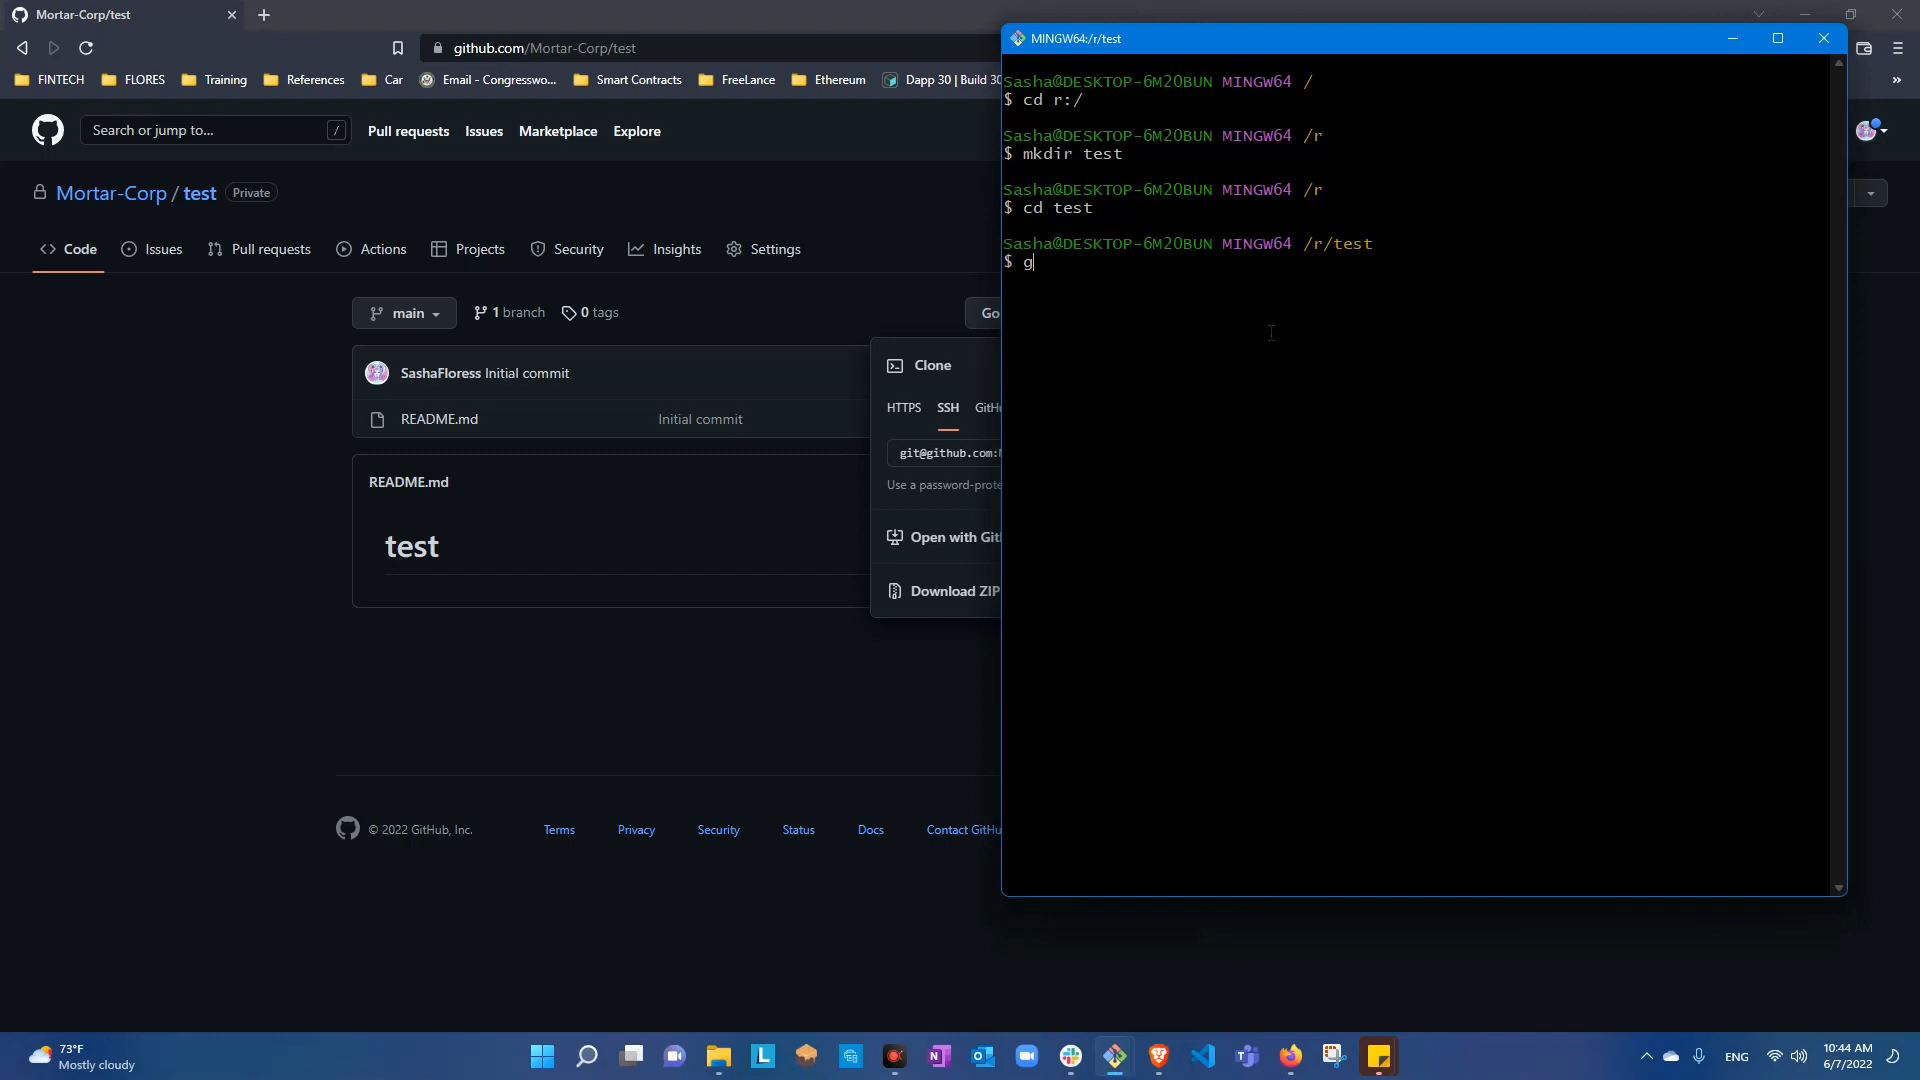 Mortar-Corp/test
github.com/Mortar-Corp/test
FINTECH FLORES Training References Car Email - Congresswo... Smart Contracts FreeLance Ethereum Dapp 30 | Build 30
Search or jump to... / Pull requests Issues Marketplace Explore
Mortar-Corp / test Private
Code Issues Pull requests Actions Projects Security Insights Settings
main 1 branch 0 tags Go
SashaFloress Initial commit
README.md Initial commit
README.md
test
Clone
HTTPS SSH GitH
git@github.com:
Use a password-prote
Open with Git
Download ZIP
© 2022 GitHub, Inc. Terms Privacy Security Status Docs Contact GitHu
MINGW64:/r/test
Sasha@DESKTOP-6M2OBUN MINGW64 /
$ cd r:/
Sasha@DESKTOP-6M2OBUN MINGW64 /r
$ mkdir test
Sasha@DESKTOP-6M2OBUN MINGW64 /r
$ cd test
Sasha@DESKTOP-6M2OBUN MINGW64 /r/test
$ g
73°F
Mostly cloudy
L
N
ENG
10:44 AM
6/7/2022